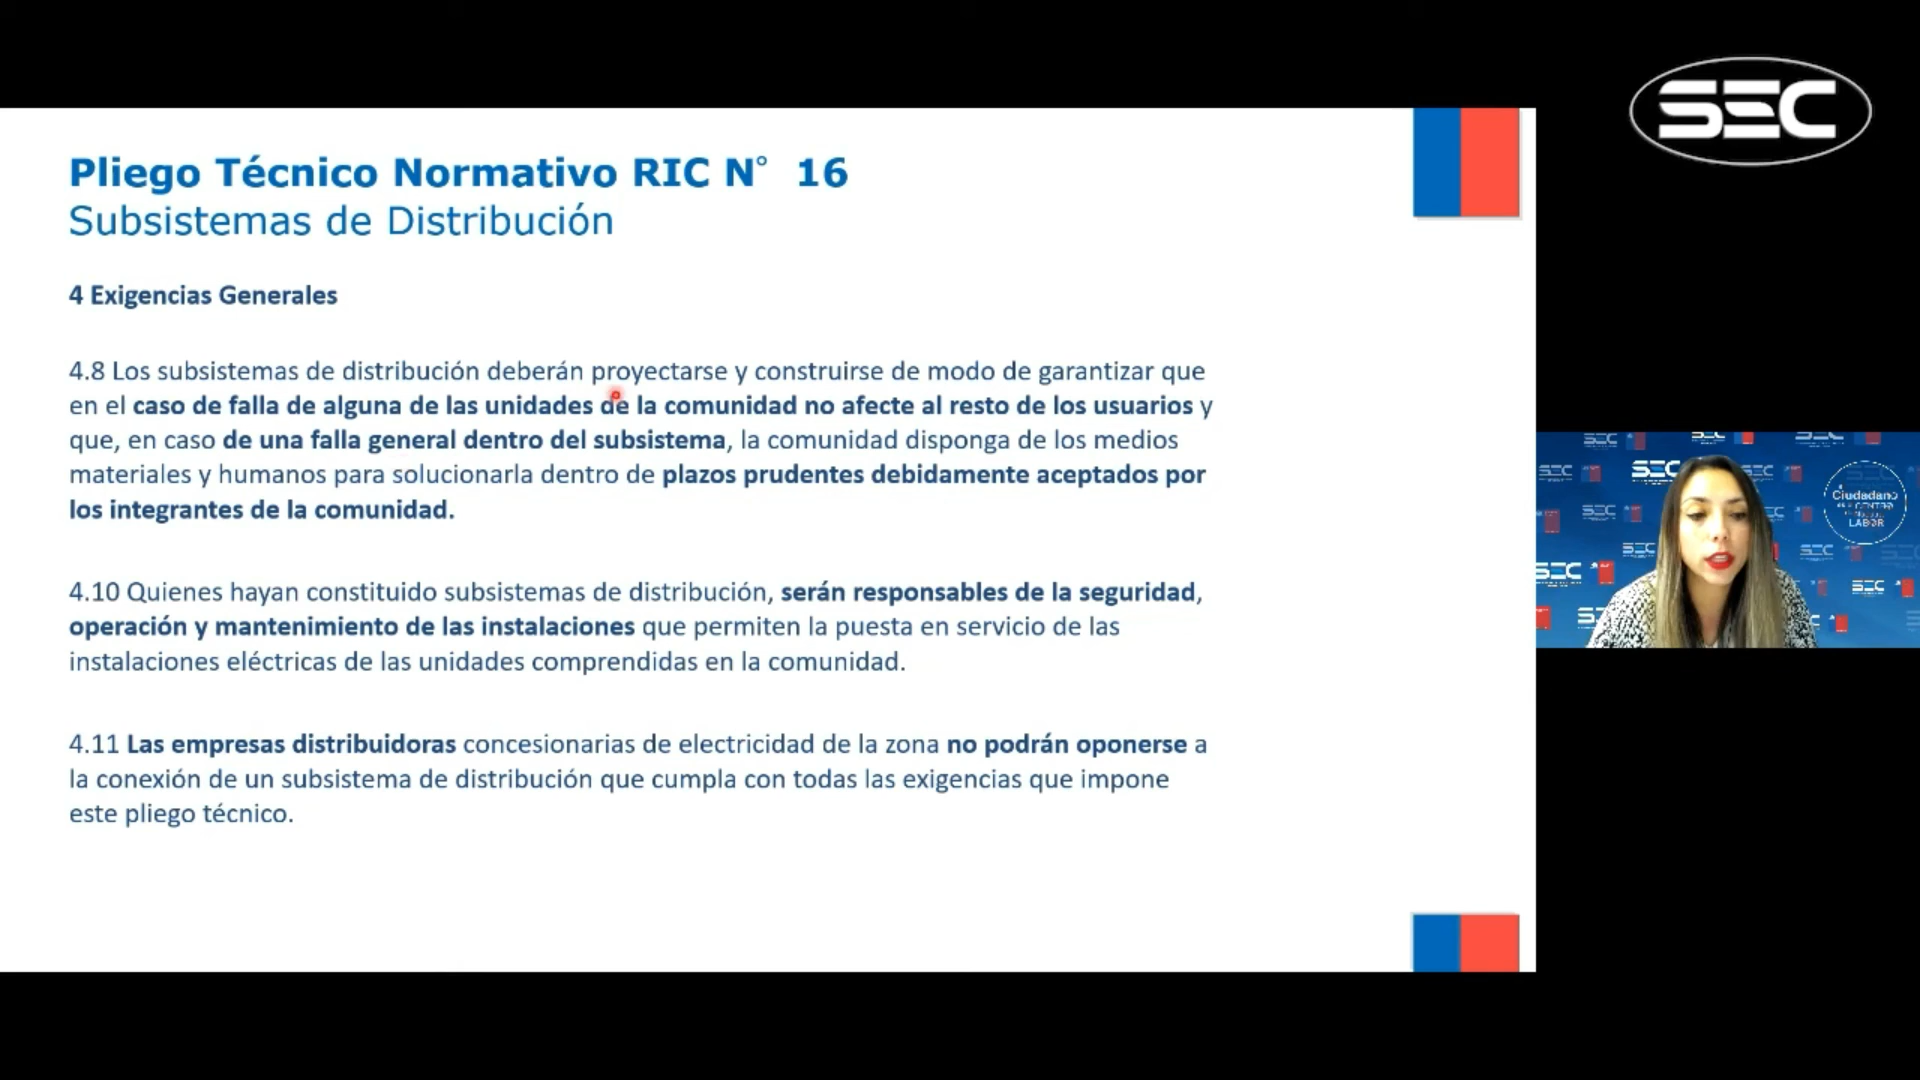 SEC
Pliego Técnico Normativo RIC N° 16
Subsistemas de Distribución
4 Exigencias Generales
4.8 Los subsistemas de distribución deberán proyectarse y construirse de modo de garantizar que
en el caso de falla de alguna de las unidades de la comunidad no afecte al resto de los usuarios y
que, en caso de una falla general dentro del subsistema, la comunidad disponga de los medios
materiales y humanos para solucionarla dentro de plazos prudentes debidamente aceptados por
los integrantes de la comunidad.
4.10 Quienes hayan constituido subsistemas de distribución, serán responsables de la seguridad,
operación y mantenimiento de las instalaciones que permiten la puesta en servicio de las
instalaciones eléctricas de las unidades comprendidas en la comunidad.
4.11 Las empresas distribuidoras concesionarias de electricidad de la zona no podrán oponerse a
la conexión de un subsistema de distribución que cumpla con todas las exigencias que impone
este pliego técnico.
SEC
Ciudadano
CENTRO
LABOR